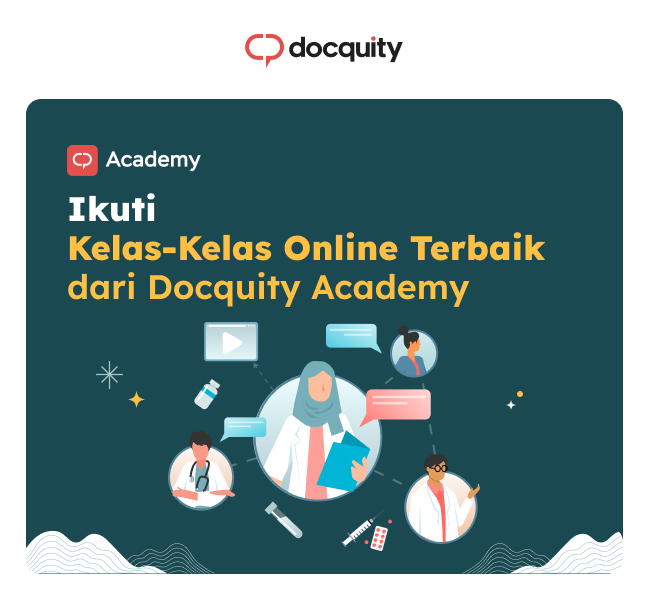 docquity
Academy
Ikuti
Kelas-Kelas Online Terbaik
dari Docquity Academy